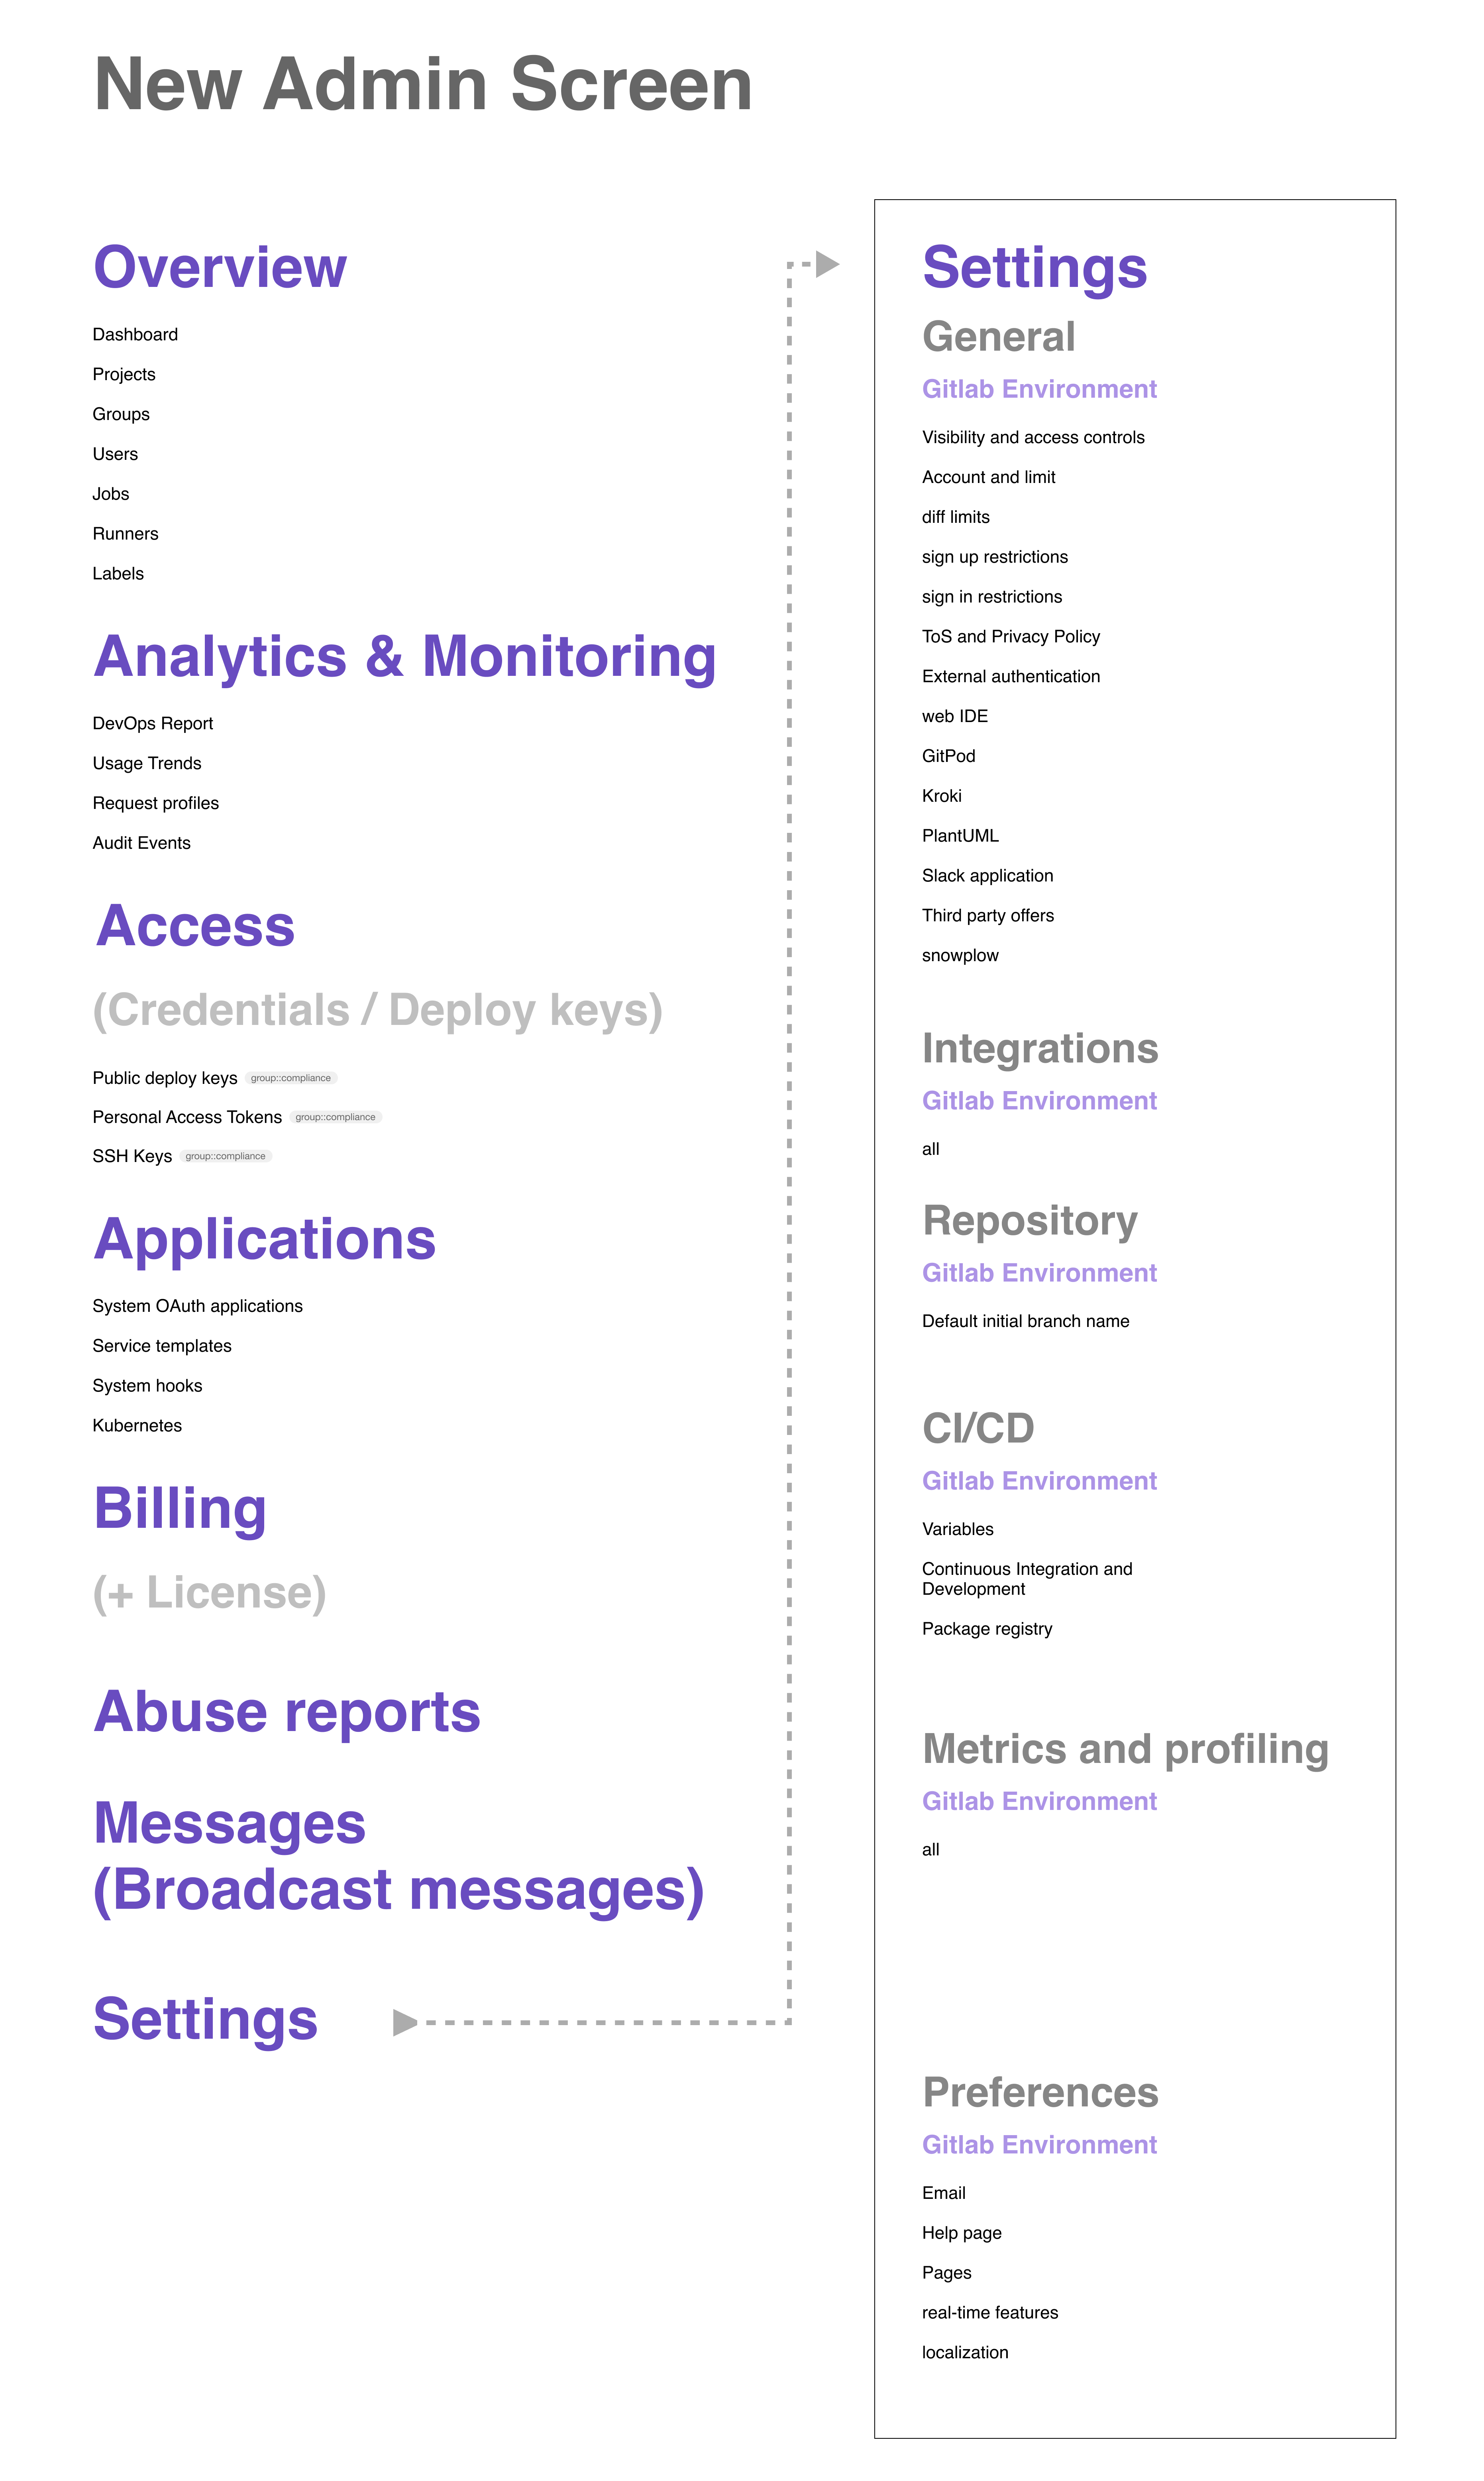 New Admin Screen
Overview
Dashboard
Projects
Groups
Users
Jobs
Runners
Labels
Analytics & Monitoring
DevOps Report
Usage Trends
Request profiles
Audit Events
Access
(Credentials / Deploy keys)
Public deploy keys group::compliance
Personal Access Tokens group::compliance
SSH Keys group::compliance
Applications
System OAuth applications
Service templates
System hooks
Kubernetes
Billing
(+ License)
Abuse reports
Messages
(Broadcast messages)
Settings
Settings
General
Gitlab Environment
Visibility and access controls
Account and limit
diff limits
sign up restrictions
sign in restrictions
ToS and Privacy Policy
External authentication
web IDE
GitPod
Kroki
PlantUML
Slack application
Third party offers
snowplow
Integrations
Gitlab Environment
all
Repository
Gitlab Environment
Default initial branch name
CI/CD
Gitlab Environment
Variables
Continuous Integration and
Development
Package registry
Metrics and profiling
Gitlab Environment
all
Preferences
Gitlab Environment
Email
Help page
Pages
real-time features
localization